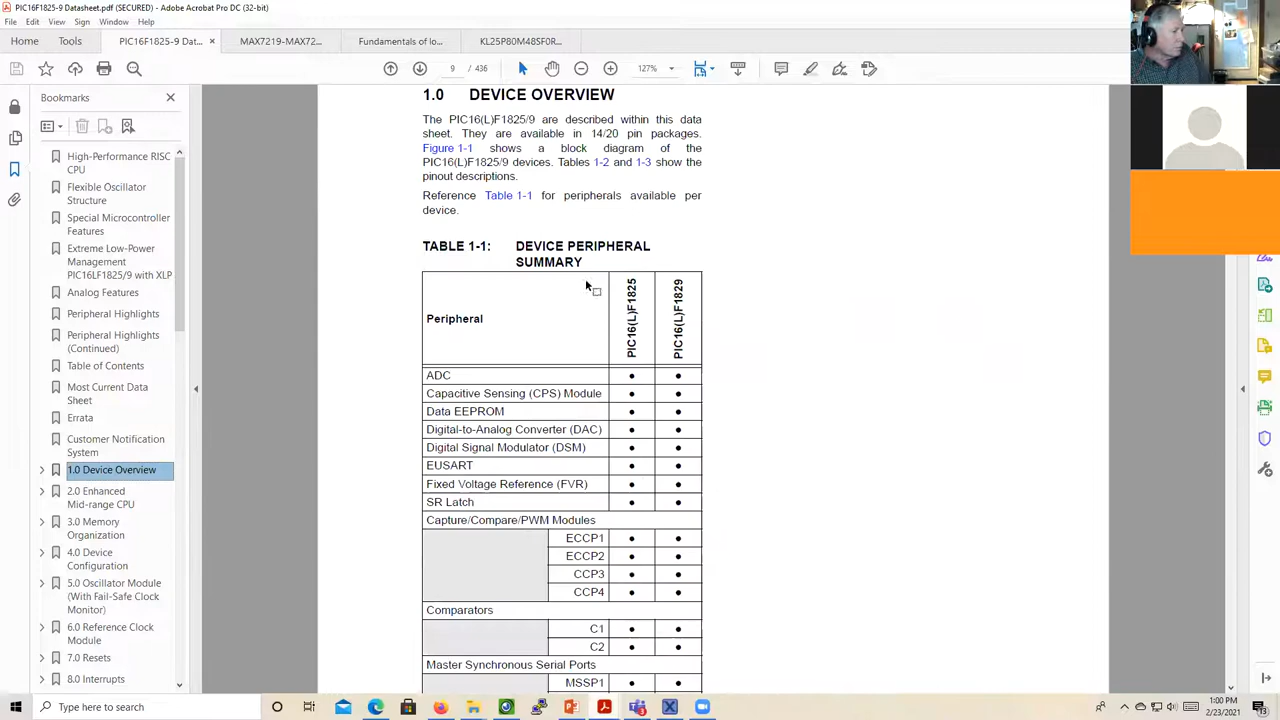 PIC16F1825-9 Datasheet.pdf (SECURED) - Adobe Acrobat Pro DC (32-bit)
File Edit View Sign Window Help
Home Tools PIC16F1825-9 Dat... × MAX7219-MAX72... Fundamentals of lo... KL25P80M48SF0R...
9 / 436 127%
Bookmarks
High-Performance RISC
CPU
Flexible Oscillator
Structure
Special Microcontroller
Features
Extreme Low-Power
Management
PIC16LF1825/9 with XLP
Analog Features
Peripheral Highlights
Peripheral Highlights
(Continued)
Table of Contents
Most Current Data
Sheet
Errata
Customer Notification
System
1.0 Device Overview
2.0 Enhanced
Mid-range CPU
3.0 Memory
Organization
4.0 Device
Configuration
5.0 Oscillator Module
(With Fail-Safe Clock
Monitor)
6.0 Reference Clock
Module
7.0 Resets
8.0 Interrupts
1.0 DEVICE OVERVIEW
The PIC16(L)F1825/9 are described within this data
sheet. They are available in 14/20 pin packages.
Figure 1-1 shows a block diagram of the
PIC16(L)F1825/9 devices. Tables 1-2 and 1-3 show the
pinout descriptions.
Reference Table 1-1 for peripherals available per
device.
TABLE 1-1: DEVICE PERIPHERAL
SUMMARY
Peripheral PIC16(L)F1825 PIC16(L)F1829
ADC ● ●
Capacitive Sensing (CPS) Module ● ●
Data EEPROM ● ●
Digital-to-Analog Converter (DAC) ● ●
Digital Signal Modulator (DSM) ● ●
EUSART ● ●
Fixed Voltage Reference (FVR) ● ●
SR Latch ● ●
Capture/Compare/PWM Modules
ECCP1 ● ●
ECCP2 ● ●
CCP3 ● ●
CCP4 ● ●
Comparators
C1 ● ●
C2 ● ●
Master Synchronous Serial Ports
MSSP1 ● ●
Type here to search
1:00 PM
2/23/2021